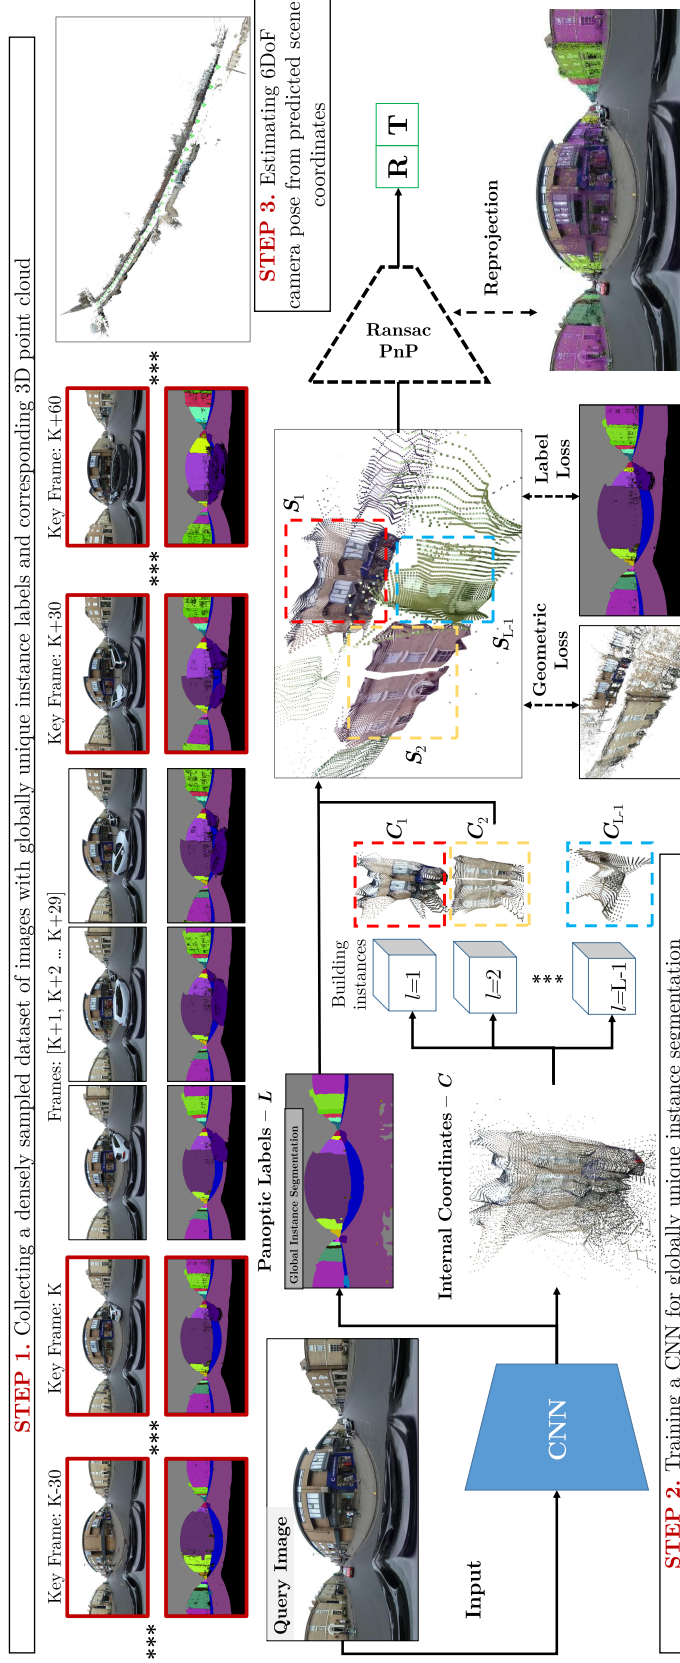 STEP 1. Collecting a densely sampled dataset of images with globally unique instance labels and corresponding 3D point cloud
Key Frame: K-30
Key Frame: K
Frames: [K+1, K+2 ... K+29]
Key Frame: K+30
Key Frame: K+60
***
***
***
***
STEP 3. Estimating 6DoF
camera pose from predicted scene
coordinates
Query Image
Panoptic Labels – L
Global Instance Segmentation
Input
CNN
Internal Coordinates – C
Building
instances
l=1
l=2
***
l=L-1
C1
C2
CL-1
S1
S2
SL-1
Geometric
Loss
Label
Loss
Ransac
PnP
R T
Reprojection
STEP 2. Training a CNN for globally unique instance segmentation